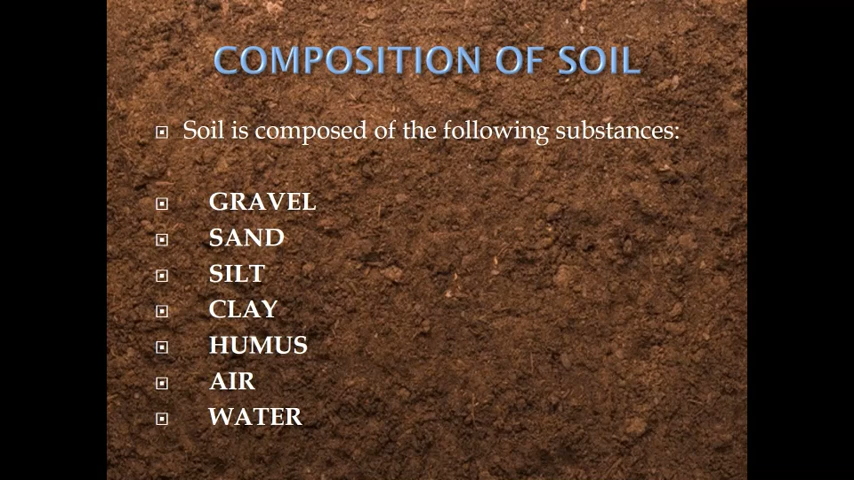 COMPOSITION OF SOIL
Soil is composed of the following substances:
GRAVEL
SAND
SILT
CLAY
HUMUS
AIR
WATER